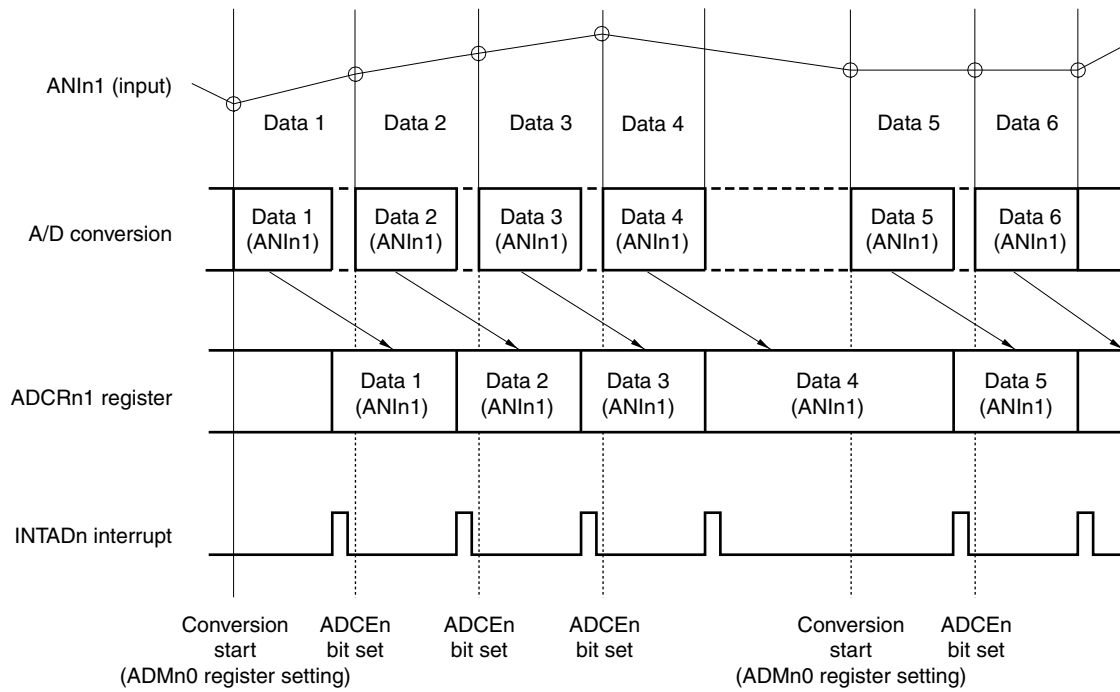 ANIn1 (input)
Data 1 Data 2 Data 3 Data 4 Data 5 Data 6
A/D conversion
Data 1 Data 2 Data 3 Data 4 Data 5 Data 6
(ANIn1) (ANIn1) (ANIn1) (ANIn1) (ANIn1) (ANIn1)
ADCRn1 register
Data 1 Data 2 Data 3 Data 4 Data 5
(ANIn1) (ANIn1) (ANIn1) (ANIn1) (ANIn1)
INTADn interrupt
Conversion ADCEn ADCEn ADCEn Conversion ADCEn
start bit set bit set bit set start bit set
(ADMn0 register setting) (ADMn0 register setting)